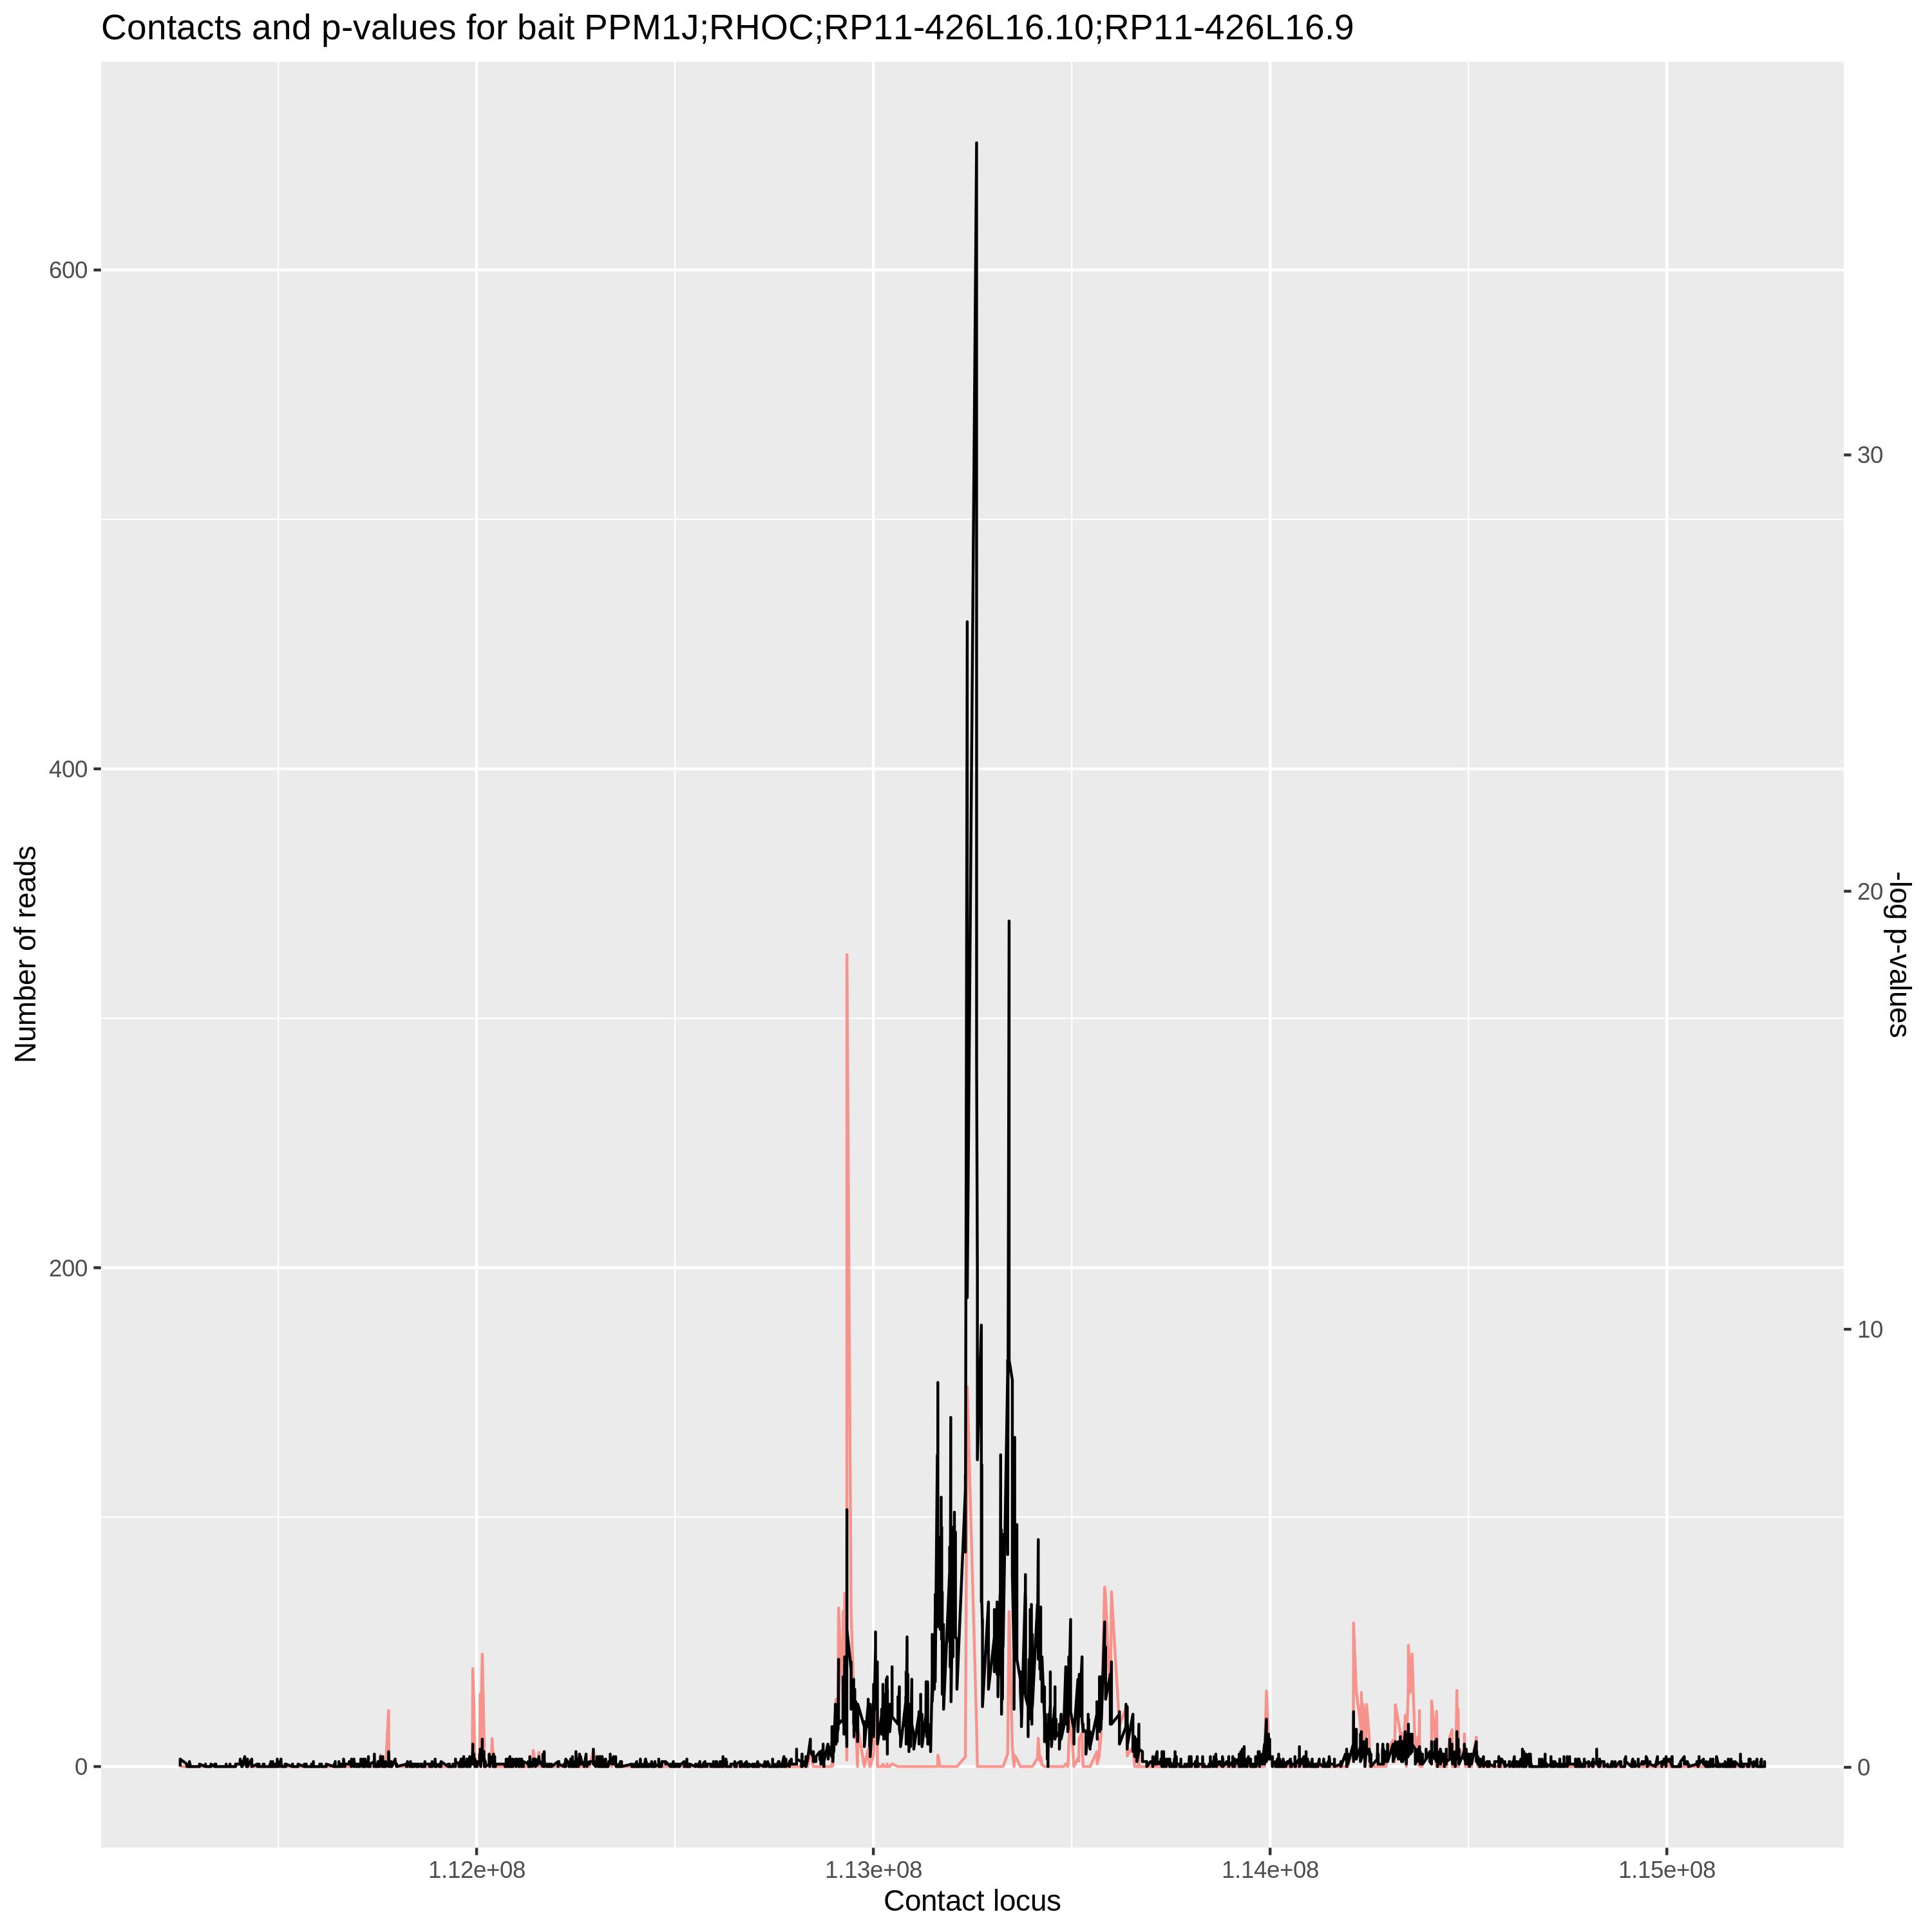 Contacts and p-values for bait PPM1J;RHOC;RP11-426L16.10;RP11-426L16.9
600
400
200
0
Number of reads
30
20
10
0
-log p-values
1.12e+08
1.13e+08
1.14e+08
1.15e+08
Contact locus